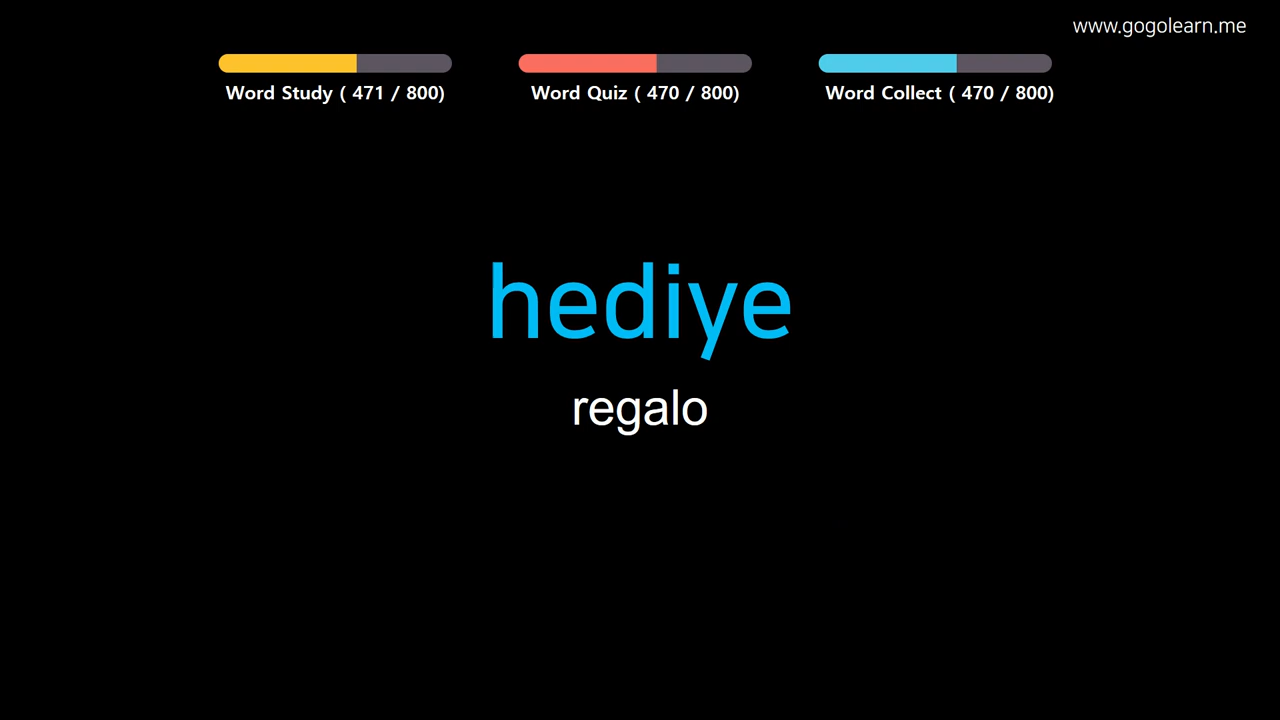 www.gogolearn.me
Word Study ( 471 / 800)
Word Quiz ( 470 / 800)
Word Collect ( 470 / 800)
hediye
regalo